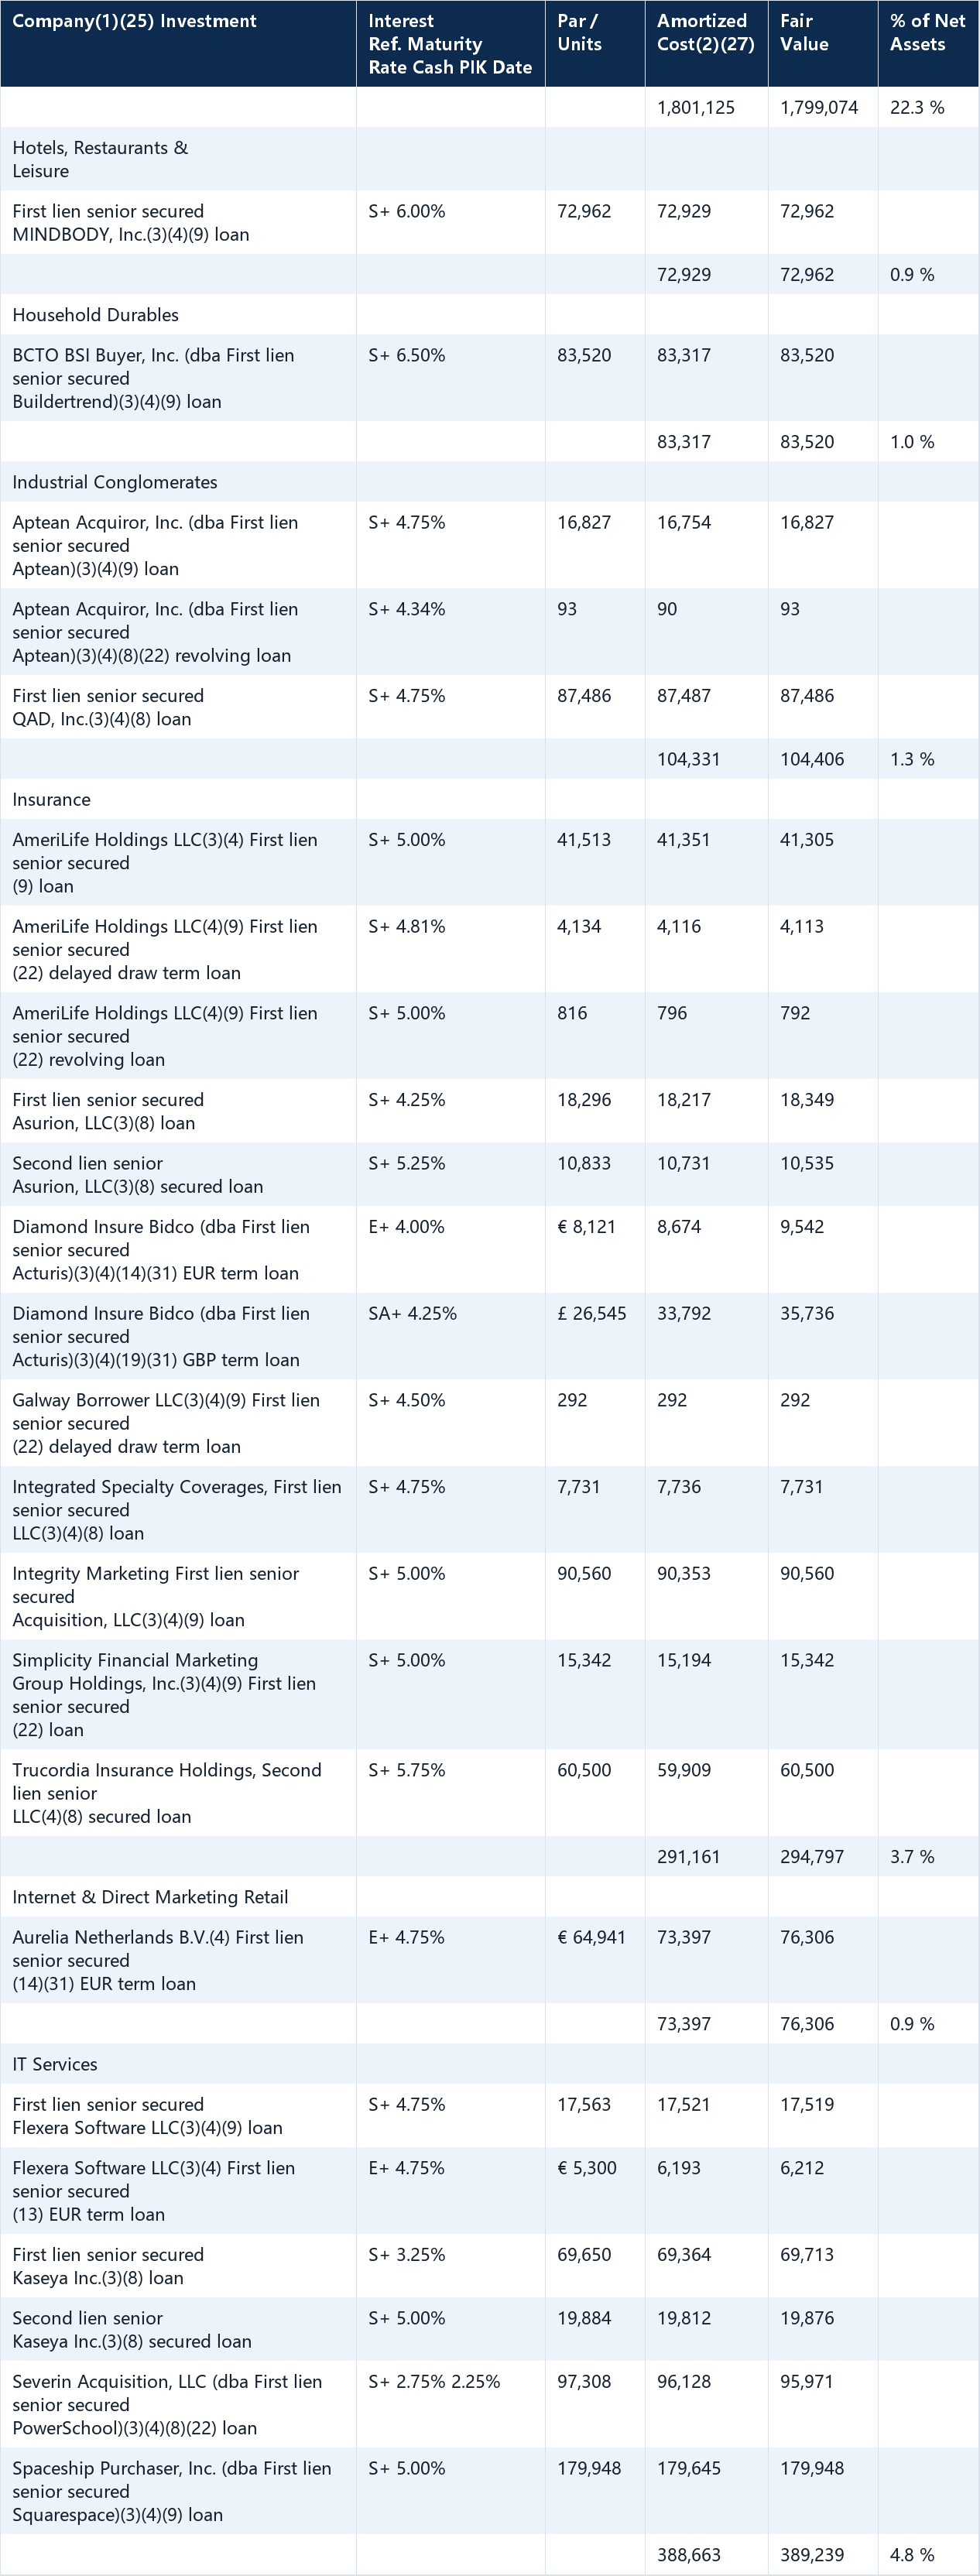 Company(1)(25) Investment
Interest
Ref. Maturity
Rate Cash PIK Date
Par /
Units
Amortized
Cost(2)(27)
Fair
Value
% of Net
Assets
1,801,125 1,799,074 22.3 %
Hotels, Restaurants &
Leisure
First lien senior secured
MINDBODY, Inc.(3)(4)(9) loan
S+ 6.00% 72,962 72,929 72,962
72,929 72,962 0.9 %
Household Durables
BCTO BSI Buyer, Inc. (dba First lien
senior secured
Buildertrend)(3)(4)(9) loan
S+ 6.50% 83,520 83,317 83,520
83,317 83,520 1.0 %
Industrial Conglomerates
Aptean Acquiror, Inc. (dba First lien
senior secured
Aptean)(3)(4)(9) loan
S+ 4.75% 16,827 16,754 16,827
Aptean Acquiror, Inc. (dba First lien
senior secured
Aptean)(3)(4)(8)(22) revolving loan
S+ 4.34% 93 90 93
First lien senior secured
QAD, Inc.(3)(4)(8) loan
S+ 4.75% 87,486 87,487 87,486
104,331 104,406 1.3 %
Insurance
AmeriLife Holdings LLC(3)(4) First lien
senior secured
(9) loan
S+ 5.00% 41,513 41,351 41,305
AmeriLife Holdings LLC(4)(9) First lien
senior secured
(22) delayed draw term loan
S+ 4.81% 4,134 4,116 4,113
AmeriLife Holdings LLC(4)(9) First lien
senior secured
(22) revolving loan
S+ 5.00% 816 796 792
First lien senior secured
Asurion, LLC(3)(8) loan
S+ 4.25% 18,296 18,217 18,349
Second lien senior
Asurion, LLC(3)(8) secured loan
S+ 5.25% 10,833 10,731 10,535
Diamond Insure Bidco (dba First lien
senior secured
Acturis)(3)(4)(14)(31) EUR term loan
E+ 4.00% € 8,121 8,674 9,542
Diamond Insure Bidco (dba First lien
senior secured
Acturis)(3)(4)(19)(31) GBP term loan
SA+ 4.25% £ 26,545 33,792 35,736
Galway Borrower LLC(3)(4)(9) First lien
senior secured
(22) delayed draw term loan
S+ 4.50% 292 292 292
Integrated Specialty Coverages, First lien
senior secured
LLC(3)(4)(8) loan
S+ 4.75% 7,731 7,736 7,731
Integrity Marketing First lien senior
secured
Acquisition, LLC(3)(4)(9) loan
S+ 5.00% 90,560 90,353 90,560
Simplicity Financial Marketing
Group Holdings, Inc.(3)(4)(9) First lien
senior secured
(22) loan
S+ 5.00% 15,342 15,194 15,342
Trucordia Insurance Holdings, Second
lien senior
LLC(4)(8) secured loan
S+ 5.75% 60,500 59,909 60,500
291,161 294,797 3.7 %
Internet & Direct Marketing Retail
Aurelia Netherlands B.V.(4) First lien
senior secured
(14)(31) EUR term loan
E+ 4.75% € 64,941 73,397 76,306
73,397 76,306 0.9 %
IT Services
First lien senior secured
Flexera Software LLC(3)(4)(9) loan
S+ 4.75% 17,563 17,521 17,519
Flexera Software LLC(3)(4) First lien
senior secured
(13) EUR term loan
E+ 4.75% € 5,300 6,193 6,212
First lien senior secured
Kaseya Inc.(3)(8) loan
S+ 3.25% 69,650 69,364 69,713
Second lien senior
Kaseya Inc.(3)(8) secured loan
S+ 5.00% 19,884 19,812 19,876
Severin Acquisition, LLC (dba First lien
senior secured
PowerSchool)(3)(4)(8)(22) loan
S+ 2.75% 2.25% 97,308 96,128 95,971
Spaceship Purchaser, Inc. (dba First lien
senior secured
Squarespace)(3)(4)(9) loan
S+ 5.00% 179,948 179,645 179,948
388,663 389,239 4.8 %